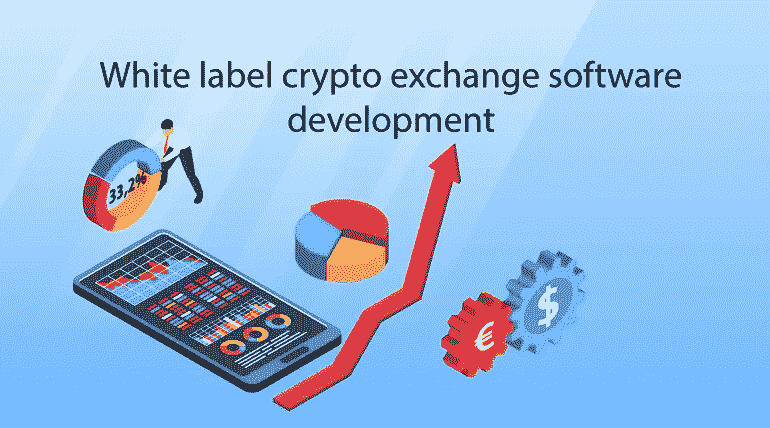 White label crypto exchange software
development
33,2%
$
€